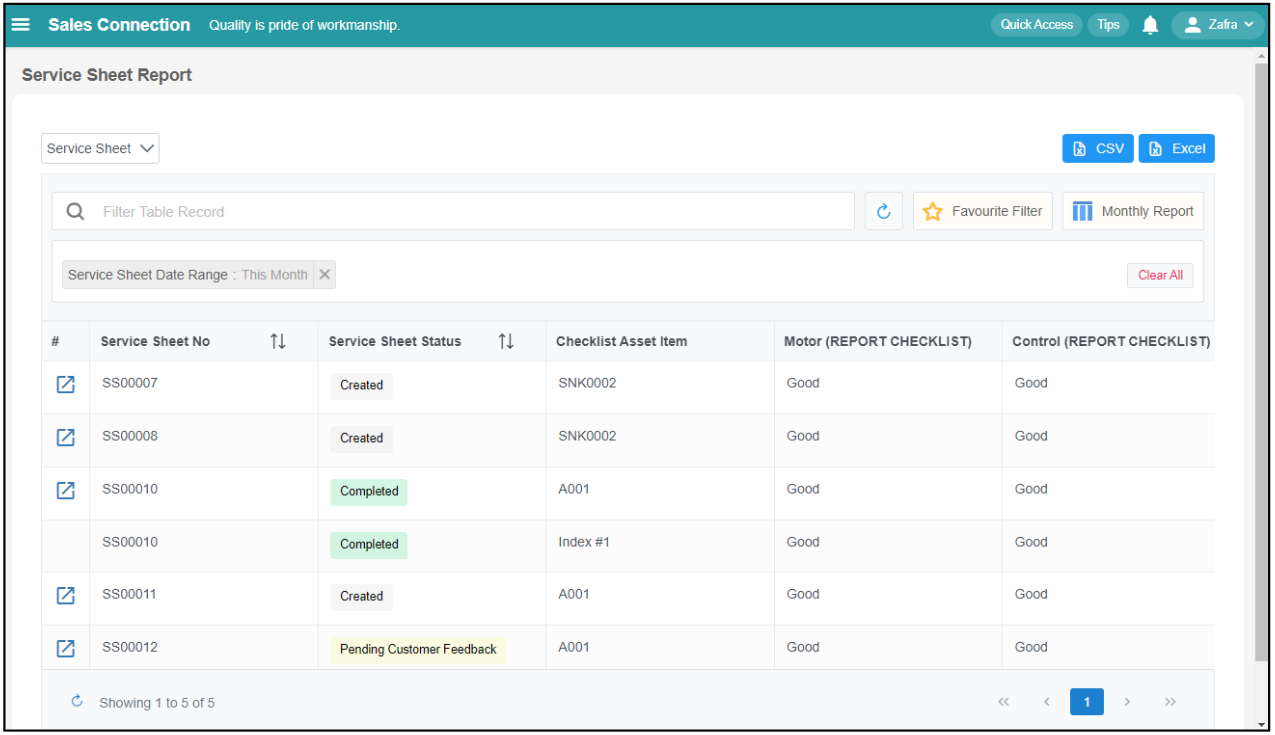 Sales Connection Quality is pride of workmanship. Quick Access Tips Zafra
Service Sheet Report
Service Sheet CSV Excel
Filter Table Record Favourite Filter Monthly Report
Service Sheet Date Range : This Month Clear All
# Service Sheet No Service Sheet Status Checklist Asset Item Motor (REPORT CHECKLIST) Control (REPORT CHECKLIST)
SS00007 Created SNK0002 Good Good
SS00008 Created SNK0002 Good Good
SS00010 Completed A001 Good Good
SS00010 Completed Index #1 Good Good
SS00011 Created A001 Good Good
SS00012 Pending Customer Feedback A001 Good Good
Showing 1 to 5 of 5 << < 1 > >>